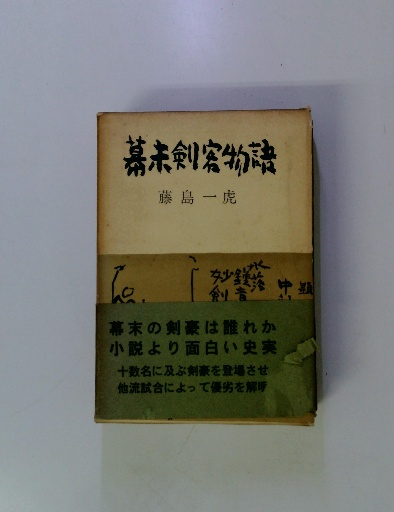 幕末剣客物語
藤島一虎
幕末の剣豪は誰れか
小説より面白い史実
十数名に及ぶ剣豪を登場させ
他流試合によって優劣を解明